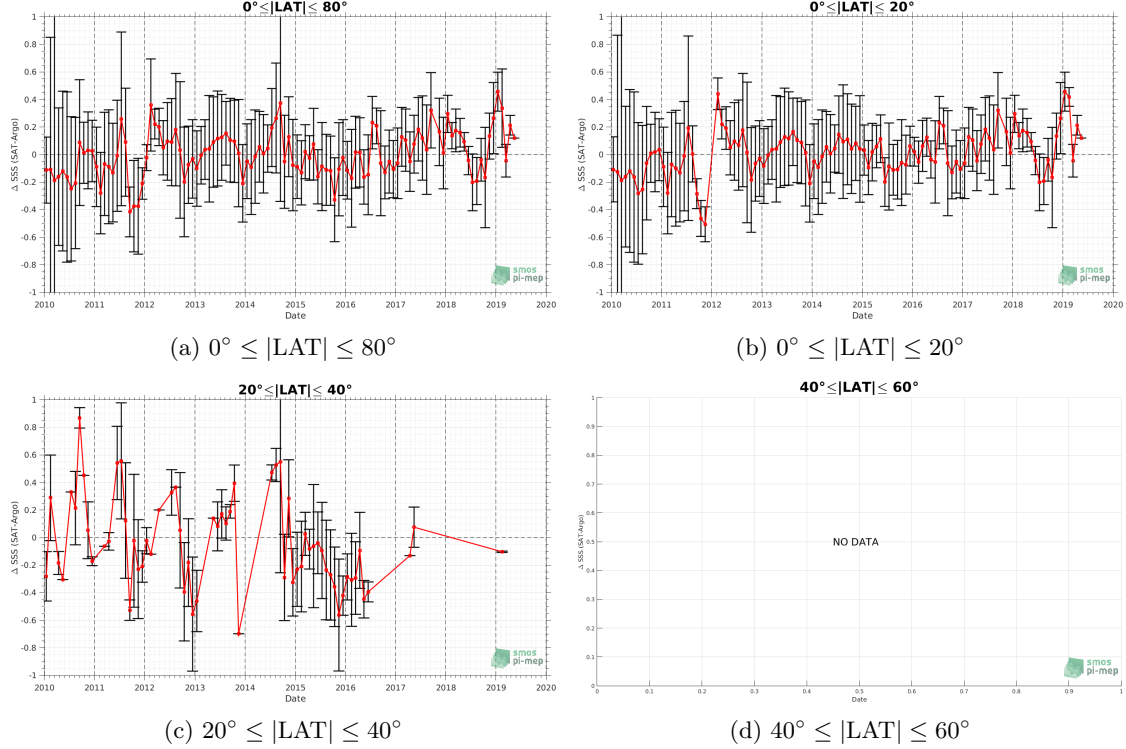 0°≤|LAT|≤ 80°
Δ SSS (SAT-Argo)
1
0.8
0.6
0.4
0.2
0
-0.2
-0.4
-0.6
-0.8
-1
2010 2011 2012 2013 2014 2015 2016 2017 2018 2019 2020
Date
smos
pi-mep
(a) 0° ≤ |LAT| ≤ 80°
0°≤|LAT|≤ 20°
Δ SSS (SAT-Argo)
1
0.8
0.6
0.4
0.2
0
-0.2
-0.4
-0.6
-0.8
-1
2010 2011 2012 2013 2014 2015 2016 2017 2018 2019 2020
Date
smos
pi-mep
(b) 0° ≤ |LAT| ≤ 20°
20°≤|LAT|≤ 40°
Δ SSS (SAT-Argo)
1
0.8
0.6
0.4
0.2
0
-0.2
-0.4
-0.6
-0.8
-1
2010 2011 2012 2013 2014 2015 2016 2017 2018 2019 2020
Date
smos
pi-mep
(c) 20° ≤ |LAT| ≤ 40°
40°≤|LAT|≤ 60°
Δ SSS (SAT-Argo)
1
0.9
0.8
0.7
0.6
0.5
0.4
0.3
0.2
0.1
0
NO DATA
0 0.1 0.2 0.3 0.4 0.5 0.6 0.7 0.8 0.9 1
Date
smos
pi-mep
(d) 40° ≤ |LAT| ≤ 60°